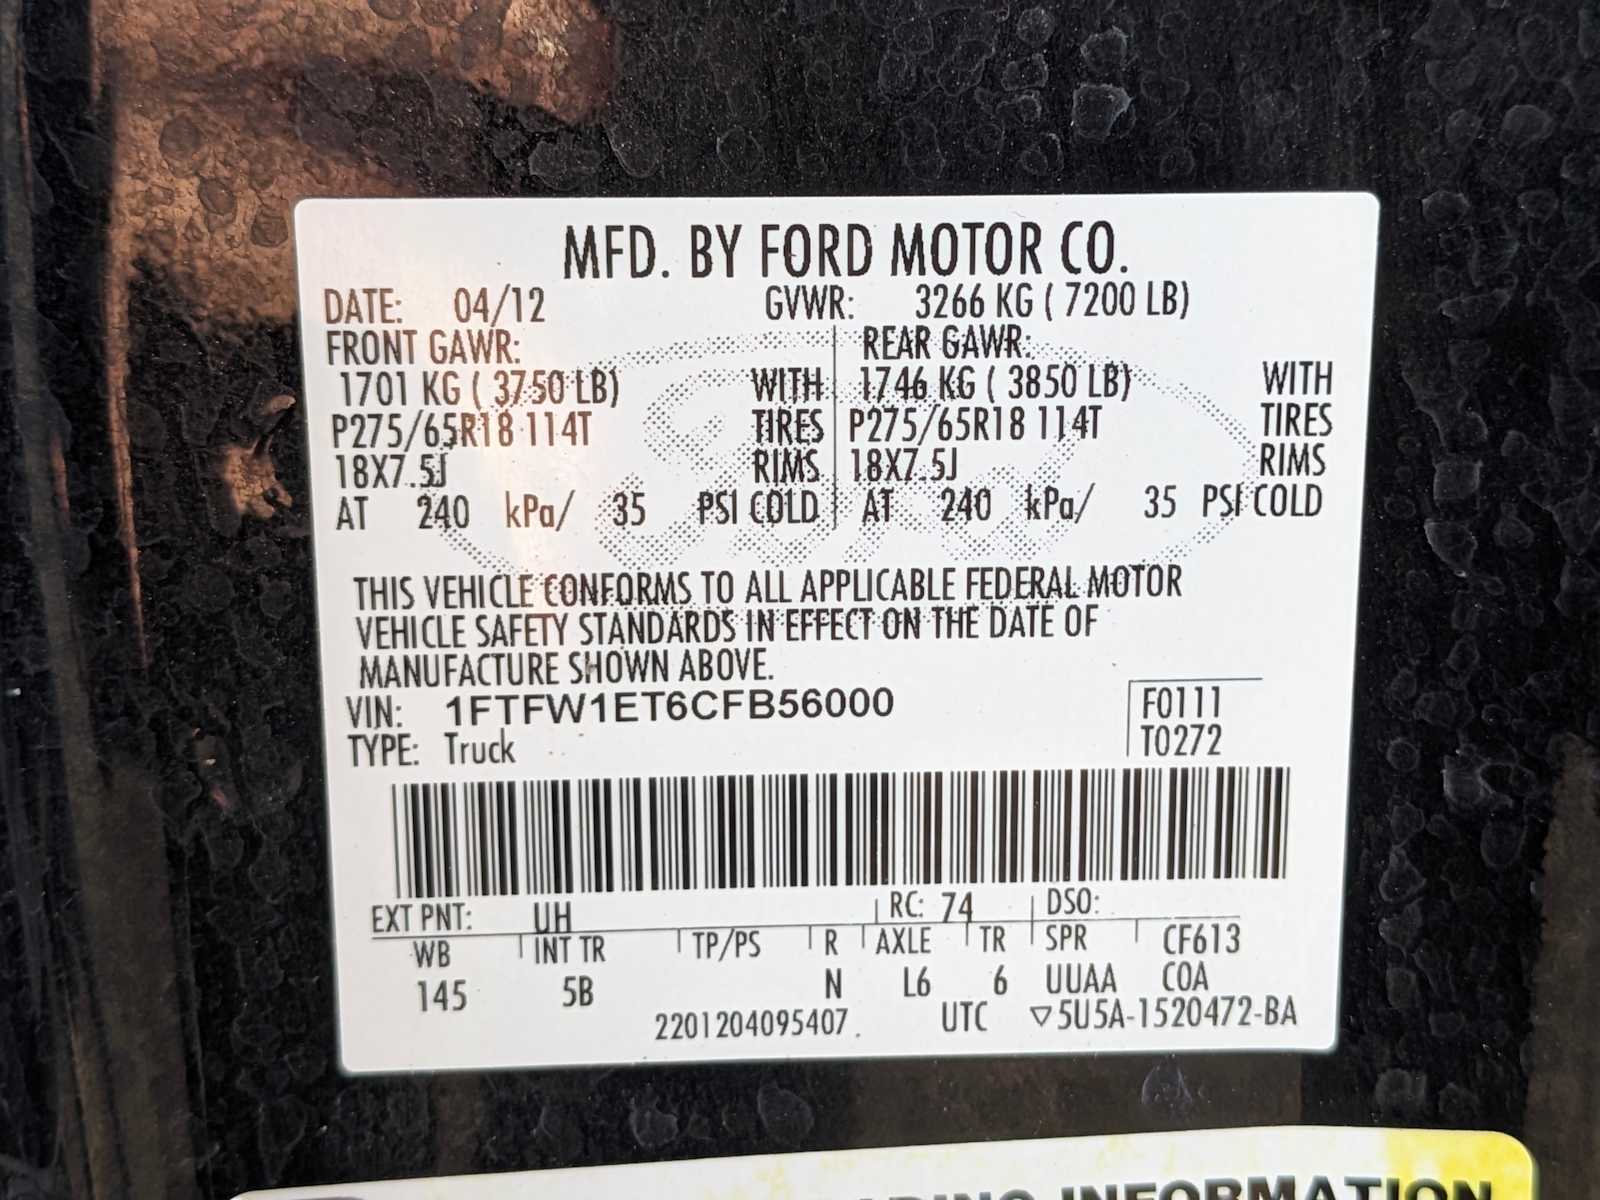 MFD. BY FORD MOTOR CO.
DATE: 04/12 GVWR: 3266 KG ( 7200 LB)
FRONT GAWR: REAR GAWR:
1701 KG ( 3750 LB) WITH 1746 KG ( 3850 LB) WITH
P275/65R18 114T TIRES P275/65R18 114T TIRES
18X7.5J RIMS 18X7.5J RIMS
AT 240 kPa/ 35 PSI COLD AT 240 kPa/ 35 PSI COLD
THIS VEHICLE CONFORMS TO ALL APPLICABLE FEDERAL MOTOR
VEHICLE SAFETY STANDARDS IN EFFECT ON THE DATE OF
MANUFACTURE SHOWN ABOVE.
VIN: 1FTFW1ET6CFB56000 F0111
TYPE: Truck T0272
EXT PNT: UH RC: 74 DSO:
WB INT TR TP/PS R AXLE TR SPR CF613
145 5B N L6 6 UUAA COA
2201204095407. UTC ▽5U5A-1520472-BA
INFORMATION